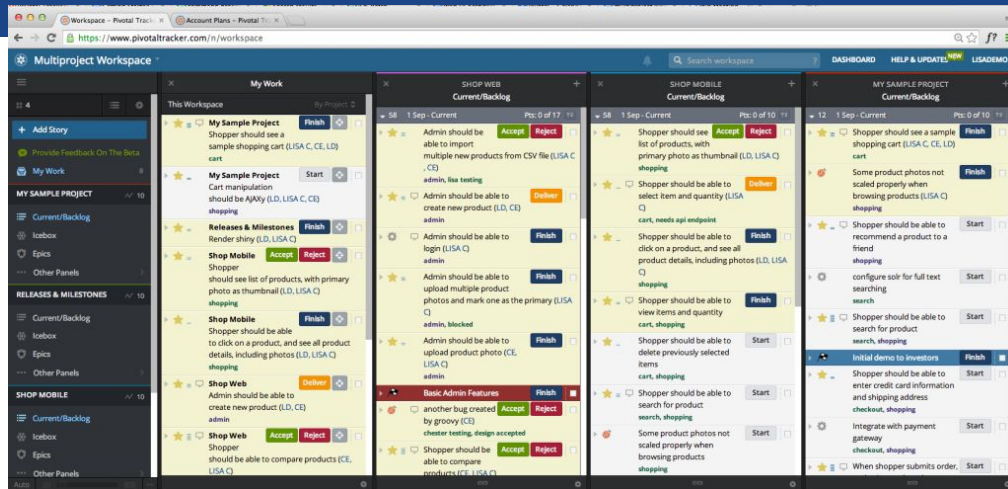 Workspace – Pivotal Track
Account Plans – Pivotal
https://www.pivotaltracker.com/n/workspace
Multiproject Workspace
Search workspace
DASHBOARD
HELP & UPDATES
NEW
LISADEMO
4
+ Add Story
Provide Feedback On The Beta
My Work
8
MY SAMPLE PROJECT
10
Current/Backlog
Icebox
Epics
Other Panels
RELEASES & MILESTONES
10
Current/Backlog
Icebox
Epics
Other Panels
SHOP MOBILE
10
Current/Backlog
Icebox
Epics
Other Panels
Auto
My Work
This Workspace
By Project
My Sample Project
Finish
Shopper should see a
sample shopping cart (LISA C, CE, LD)
cart
My Sample Project
Start
Cart manipulation
should be AJAXy (LD, LISA C, CE)
shopping
Releases & Milestones
Finish
Render shiny (LD, LISA C)
Shop Mobile
Accept
Reject
Shopper
should see list of products, with primary
photo as thumbnail (LD, LISA C)
shopping
Shop Mobile
Finish
Shopper should be able
to click on a product, and see all product
details, including photos (LD, LISA C)
shopping
Shop Web
Deliver
Admin should be able to
create new product (LD, CE)
admin
Shop Web
Accept
Reject
Shopper
should be able to compare products (CE,
LISA C)
SHOP WEB
Current/Backlog
58
1 Sep - Current
Pts: 0 of 17
Admin should be
Accept
Reject
able to import
multiple new products from CSV file (LISA C
, CE)
admin, lisa testing
Admin should be able to
Deliver
create new product (LD, CE)
admin
Admin should be able to
Finish
login (LISA C)
Admin should be able to
Finish
upload multiple product
photos and mark one as the primary (LISA
C)
admin, blocked
Admin should be able to
Finish
upload product photo (CE,
LISA C)
admin
Basic Admin Features
Finish
another bug created
Accept
Reject
by groovy (CE)
chester testing, design accepted
Shopper should be
Accept
Reject
able to compare
products (CE, LISA C)
SHOP MOBILE
Current/Backlog
58
1 Sep - Current
Pts: 0 of 10
Shopper should see
Accept
Reject
list of products, with
primary photo as thumbnail (LD, LISA C)
shopping
Shopper should be able to
Deliver
select item and quantity (LISA
C)
cart, needs api endpoint
Shopper should be able to
Finish
click on a product, and see all
product details, including photos (LD, LISA
C)
shopping
Shopper should be able to
Finish
view items and quantity
cart, shopping
Shopper should be able to
Start
delete previously selected
items
cart, shopping
Shopper should be able to
Start
search for product
search, shopping
Some product photos not
Start
scaled properly when
browsing products
shopping
MY SAMPLE PROJECT
Current/Backlog
12
1 Sep - Current
Pts: 0 of 10
Shopper should see a sample
Finish
shopping cart (LISA C, CE, LD)
cart
Some product photos not
Finish
scaled properly when
browsing products (LISA C)
shopping
Shopper should be able to
Start
recommend a product to a
friend
shopping
configure solr for full text
Start
searching
search
Shopper should be able to
Start
search for product
search, shopping
Initial demo to investors
Finish
Shopper should be able to
Start
enter credit card information
and shipping address
checkout, shopping
Integrate with payment
Start
gateway
checkout, shopping
When shopper submits order,
Start